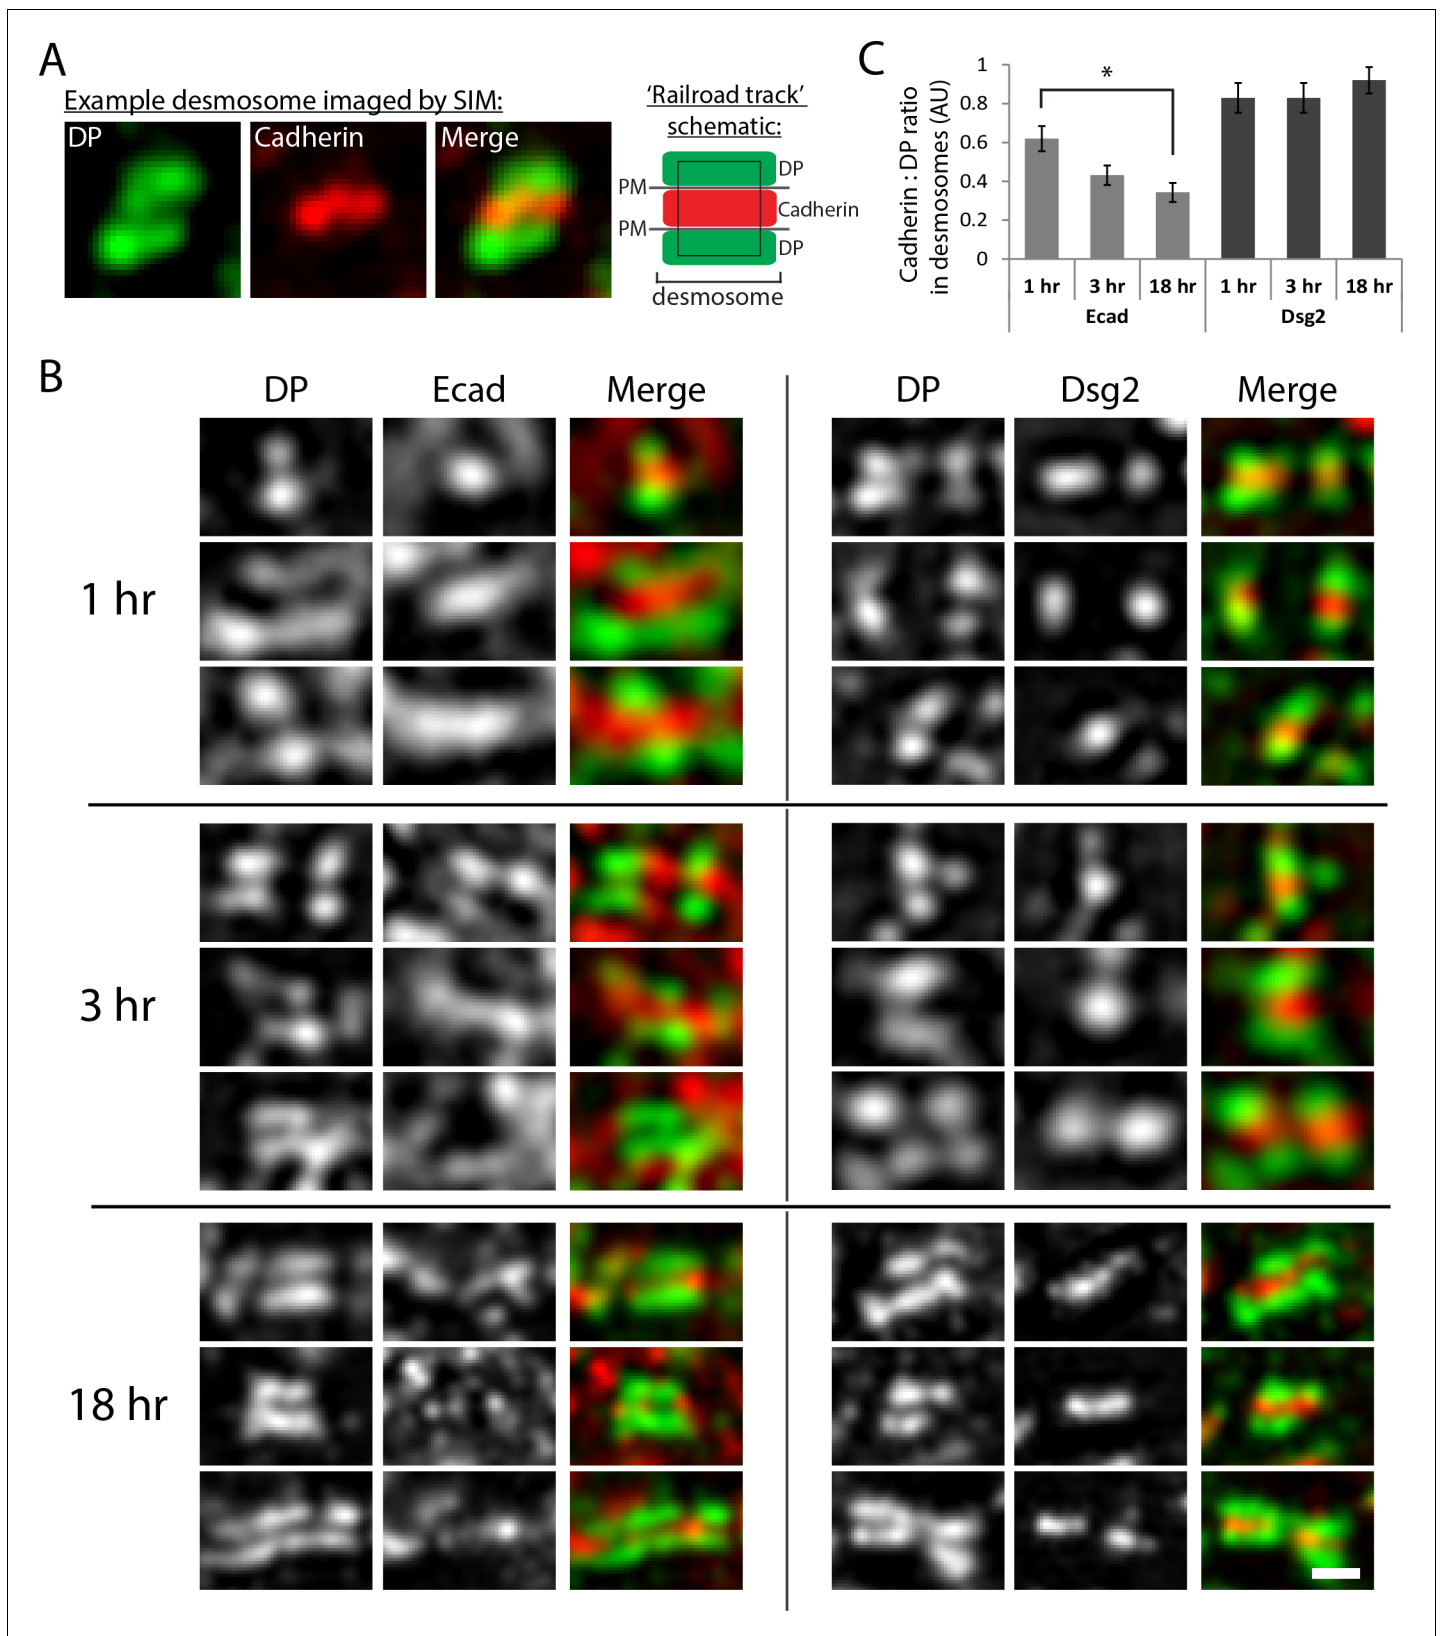 A
Example desmosome imaged by SIM:
DP
Cadherin
Merge
'Railroad track'
schematic:
DP
PM
Cadherin
PM
DP
desmosome
C
Cadherin : DP ratio
in desmosomes (AU)
1
0.8
0.6
0.4
0.2
0
*
1 hr
3 hr
18 hr
1 hr
3 hr
18 hr
Ecad
Dsg2
B
DP
Ecad
Merge
DP
Dsg2
Merge
1 hr
3 hr
18 hr